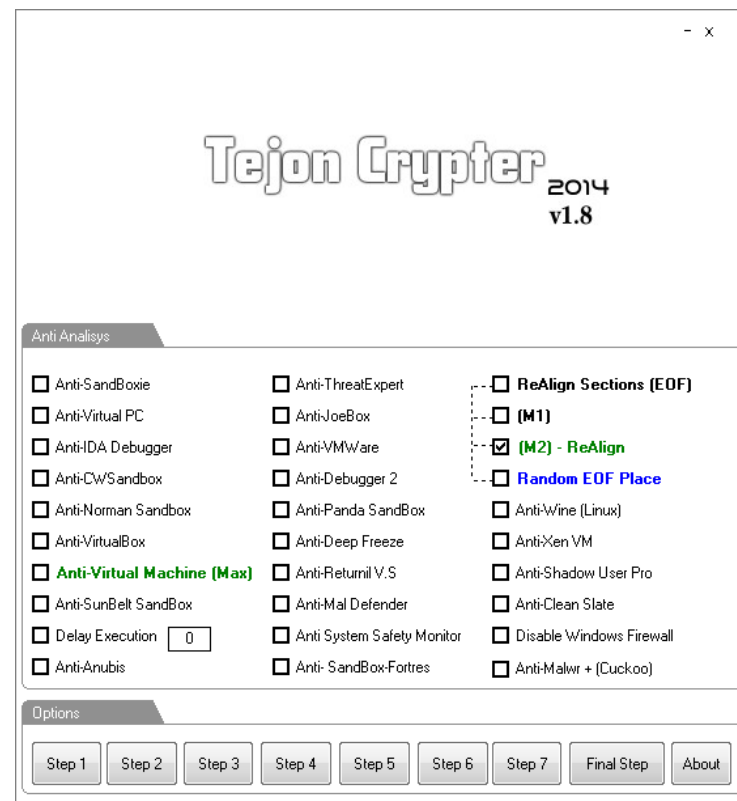 - x
Tejon Crypter
2014
v1.8
Anti Analisys
Anti-SandBoxie
Anti-Virtual PC
Anti-IDA Debugger
Anti-CWSandbox
Anti-Norman Sandbox
Anti-VirtualBox
Anti-Virtual Machine (Max)
Anti-SunBelt SandBox
Delay Execution 0
Anti-Anubis
Anti-ThreatExpert
Anti-JoeBox
Anti-VMWare
Anti-Debugger 2
Anti-Panda SandBox
Anti-Deep Freeze
Anti-Returnil V.S
Anti-Mal Defender
Anti System Safety Monitor
Anti- SandBox-Fortres
ReAlign Sections (EOF)
(M1)
(M2) - ReAlign
Random EOF Place
Anti-Wine (Linux)
Anti-Xen VM
Anti-Shadow User Pro
Anti-Clean Slate
Disable Windows Firewall
Anti-Malwr + (Cuckoo)
Options
Step 1
Step 2
Step 3
Step 4
Step 5
Step 6
Step 7
Final Step
About